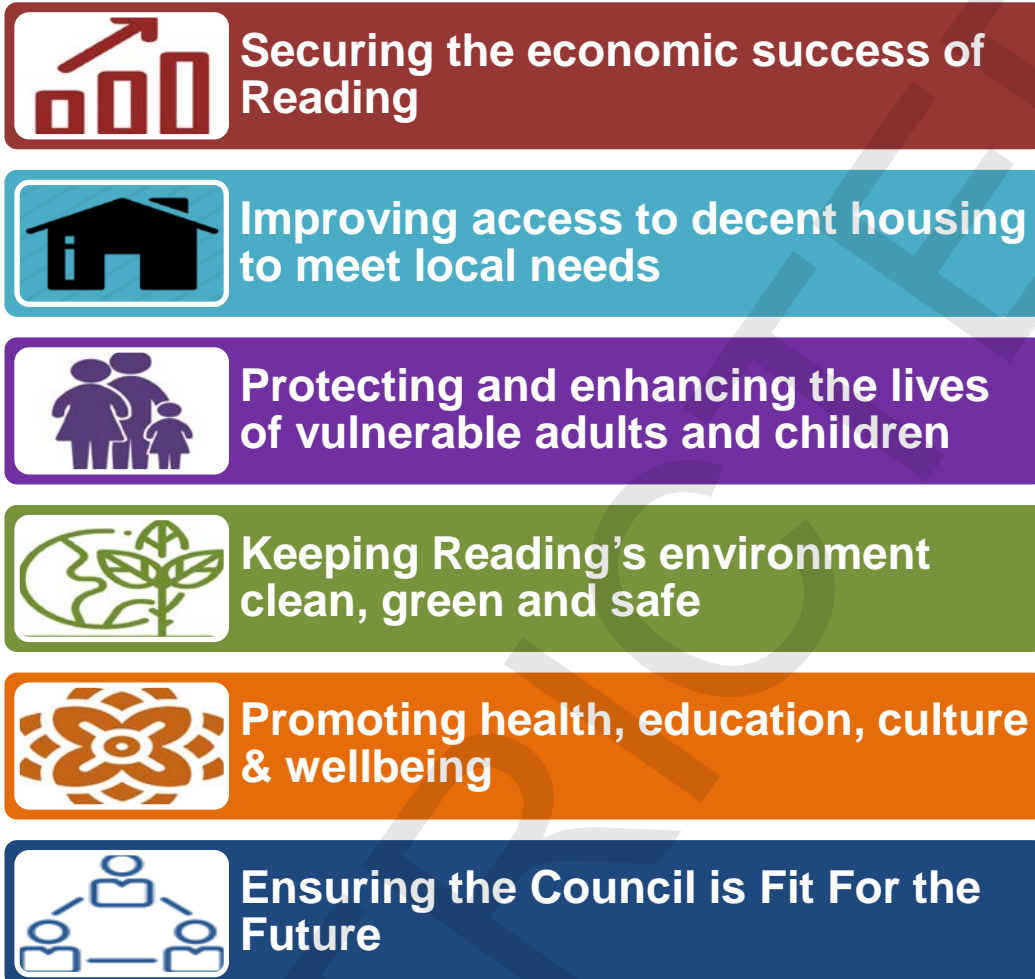 Securing the economic success of
Reading
Improving access to decent housing
to meet local needs
Protecting and enhancing the lives
of vulnerable adults and children
Keeping Reading’s environment
clean, green and safe
Promoting health, education, culture
& wellbeing
Ensuring the Council is Fit For the
Future